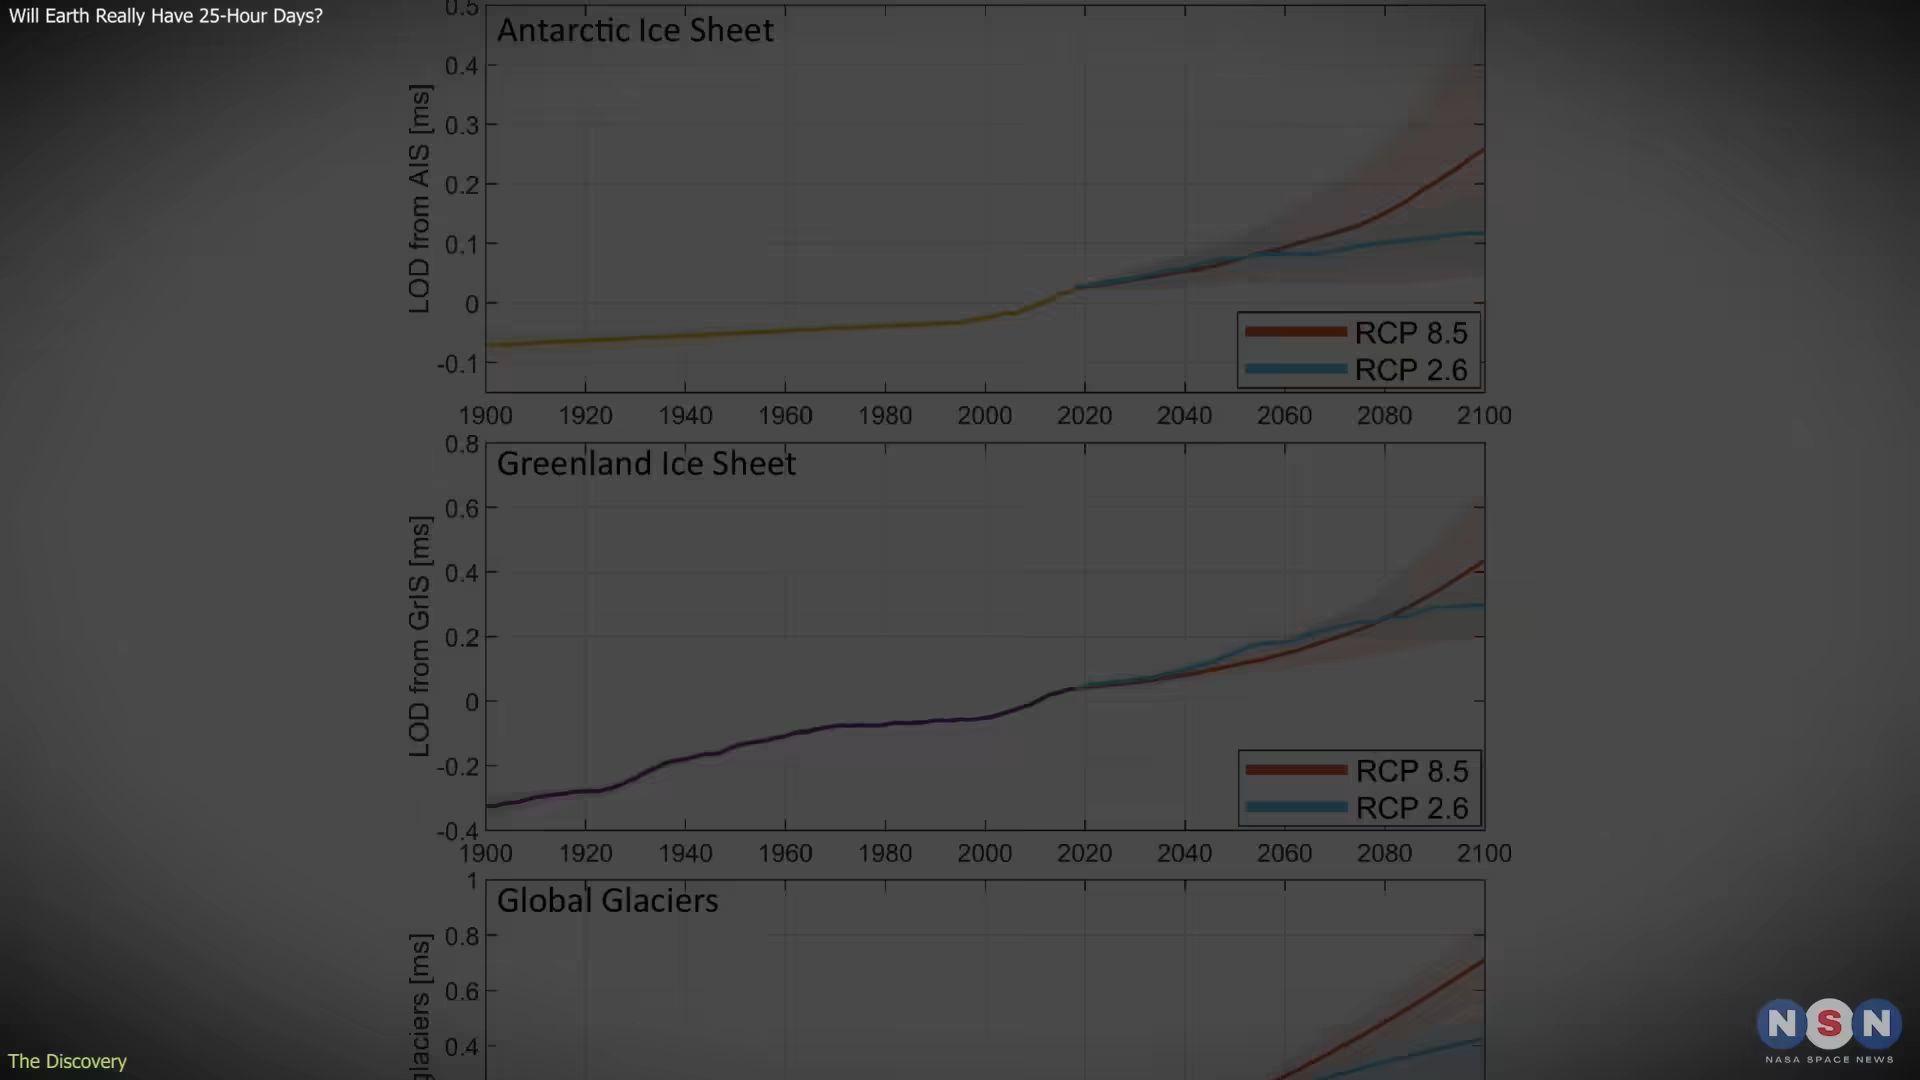 Will Earth Really Have 25-Hour Days?
0.5
Antarctic Ice Sheet
0.4
0.3
0.2
0.1
0
-0.1
LOD from AIS [ms]
RCP 8.5
RCP 2.6
1900 1920 1940 1960 1980 2000 2020 2040 2060 2080 2100
0.8
Greenland Ice Sheet
0.6
0.4
0.2
0
-0.2
-0.4
LOD from GrIS [ms]
RCP 8.5
RCP 2.6
1900 1920 1940 1960 1980 2000 2020 2040 2060 2080 2100
1
Global Glaciers
0.8
0.6
0.4
glaciers [ms]
The Discovery
NSN
NASA SPACE NEWS